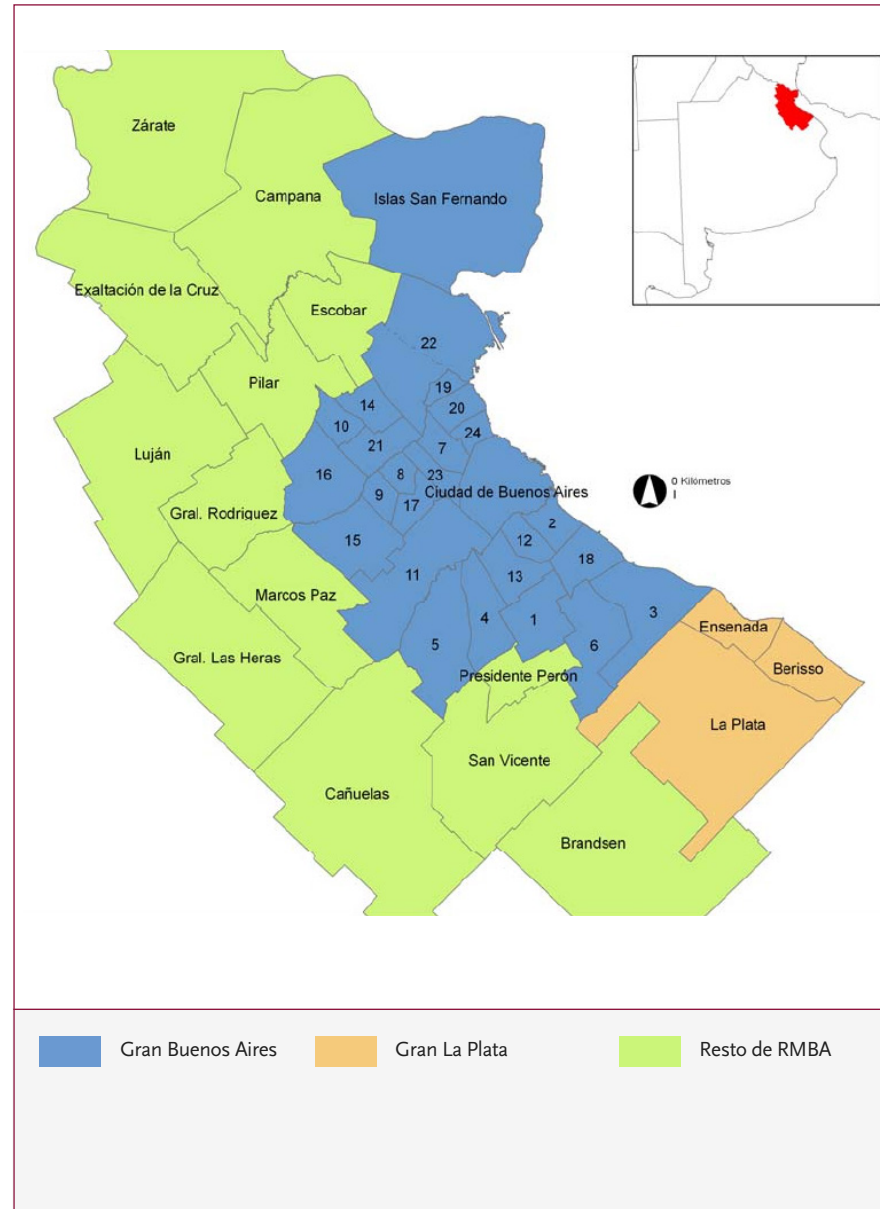 Zárate
Campana
Islas San Fernando
Exaltación de la Cruz
Escobar
22
Pilar
19
14
20
10
24
Luján
21
7
16
8
23
Ciudad de Buenos Aires
0 Kilómetros
9
17
Gral. Rodriguez
2
15
12
18
11
13
Marcos Paz
3
1
4
Ensenada
5
6
Gral. Las Heras
Berisso
Presidente Perón
La Plata
San Vicente
Cañuelas
Brandsen
Gran Buenos Aires
Gran La Plata
Resto de RMBA